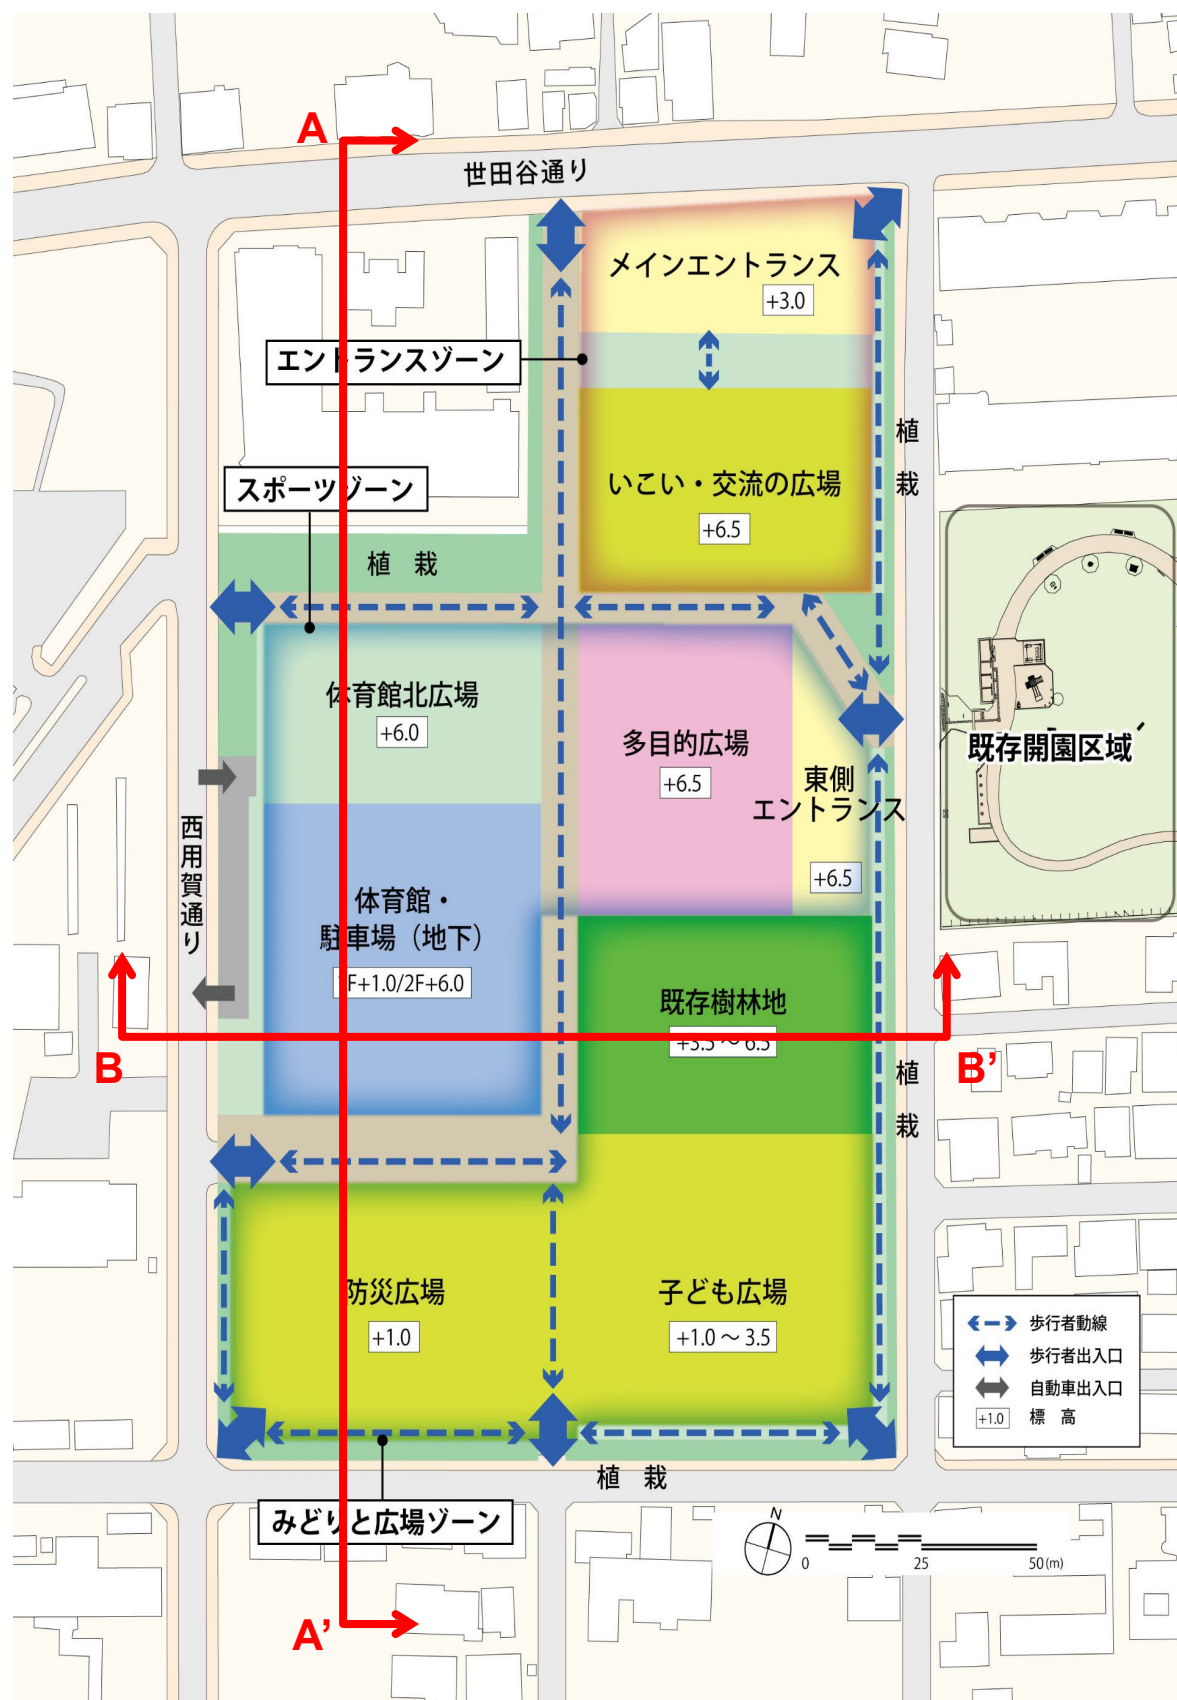 A
世田谷通り
メインエントランス
+3.0
エントランスゾーン
植栽
いこい・交流の広場
+6.5
スポーツゾーン
植 栽
体育館北広場
+6.0
多目的広場
+6.5
東側
エントランス
+6.5
既存開園区域
西用賀通り
体育館・
駐車場（地下）
1F+1.0/2F+6.0
既存樹林地
+3.5～6.5
B
B’
植栽
防災広場
+1.0
子ども広場
+1.0～3.5
歩行者動線
歩行者出入口
自動車出入口
+1.0 標 高
植 栽
みどりと広場ゾーン
N
0 25 50(m)
A’